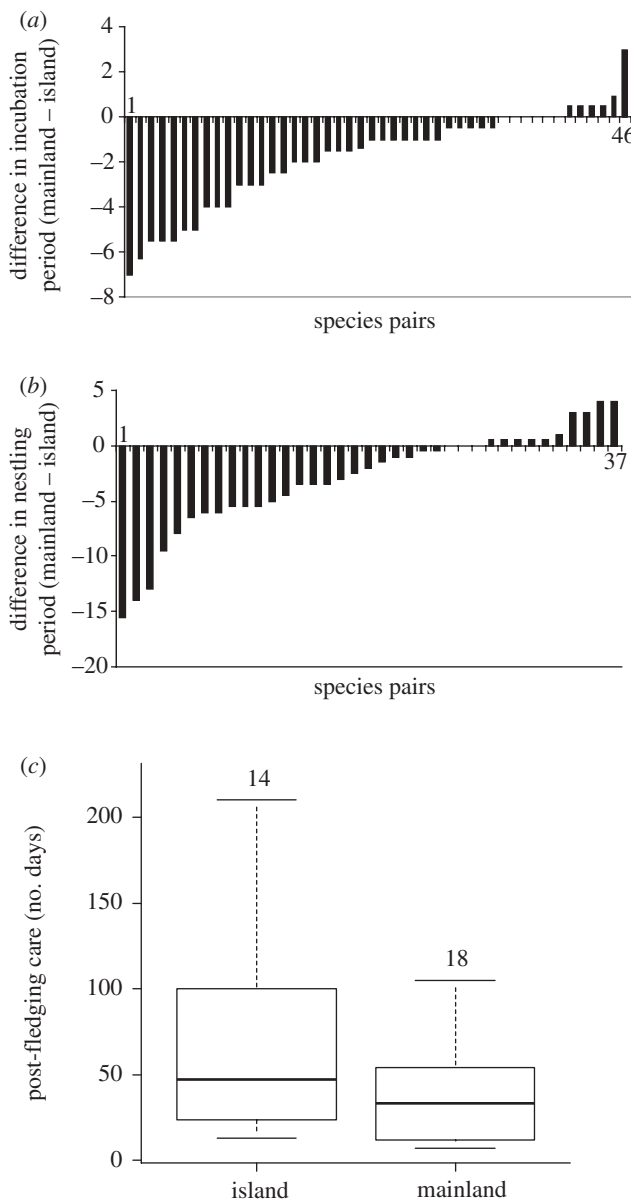 (a)
4
2
0
–2
–4
–6
–8
1
46
difference in incubation
period (mainland – island)
species pairs
(b)
5
0
–5
–10
–15
–20
1
37
difference in nestling
period (mainland – island)
species pairs
(c)
200
150
100
50
0
14
18
post-fledging care (no. days)
island
mainland